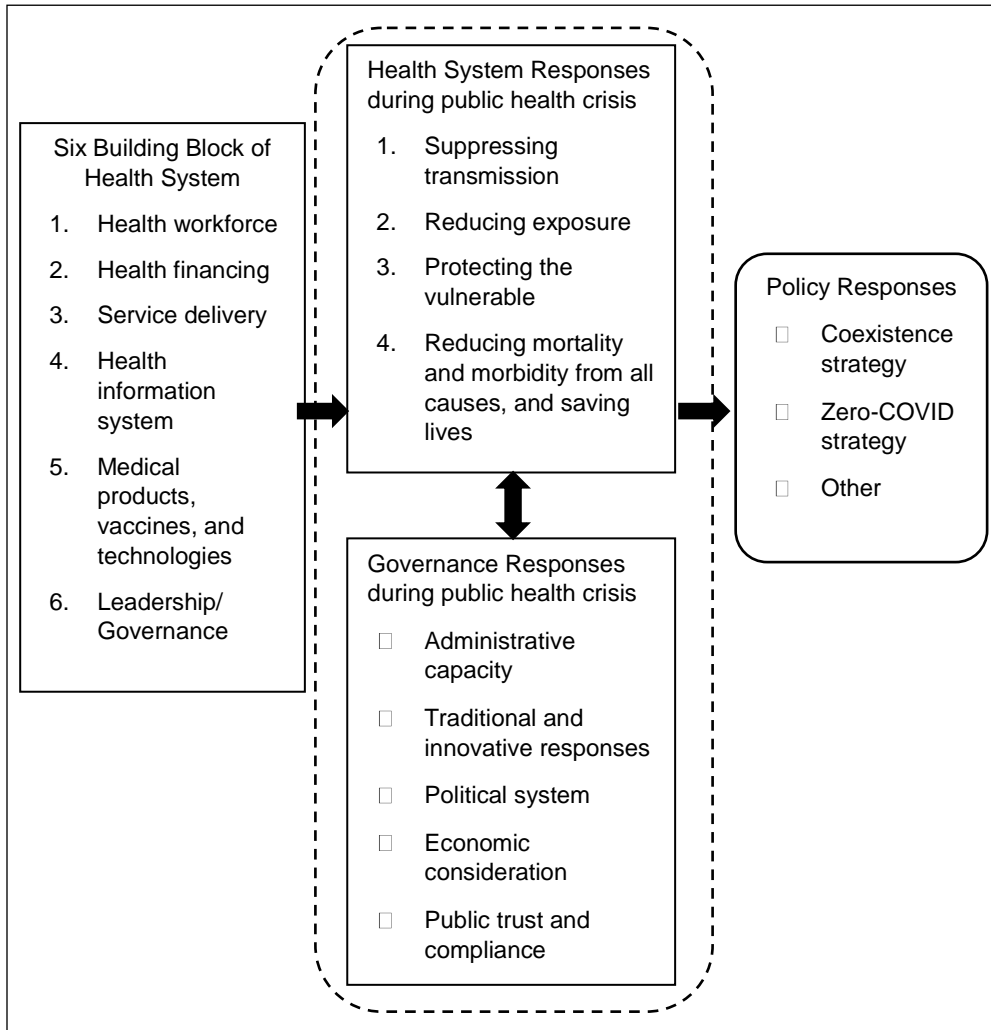 Six Building Block of
Health System
1. Health workforce
2. Health financing
3. Service delivery
4. Health
information
system
5. Medical
products,
vaccines, and
technologies
6. Leadership/
Governance
Health System Responses
during public health crisis
1. Suppressing
transmission
2. Reducing exposure
3. Protecting the
vulnerable
4. Reducing mortality
and morbidity from all
causes, and saving
lives
Governance Responses
during public health crisis
Administrative
capacity
Traditional and
innovative responses
Political system
Economic
consideration
Public trust and
compliance
Policy Responses
Coexistence
strategy
Zero-COVID
strategy
Other